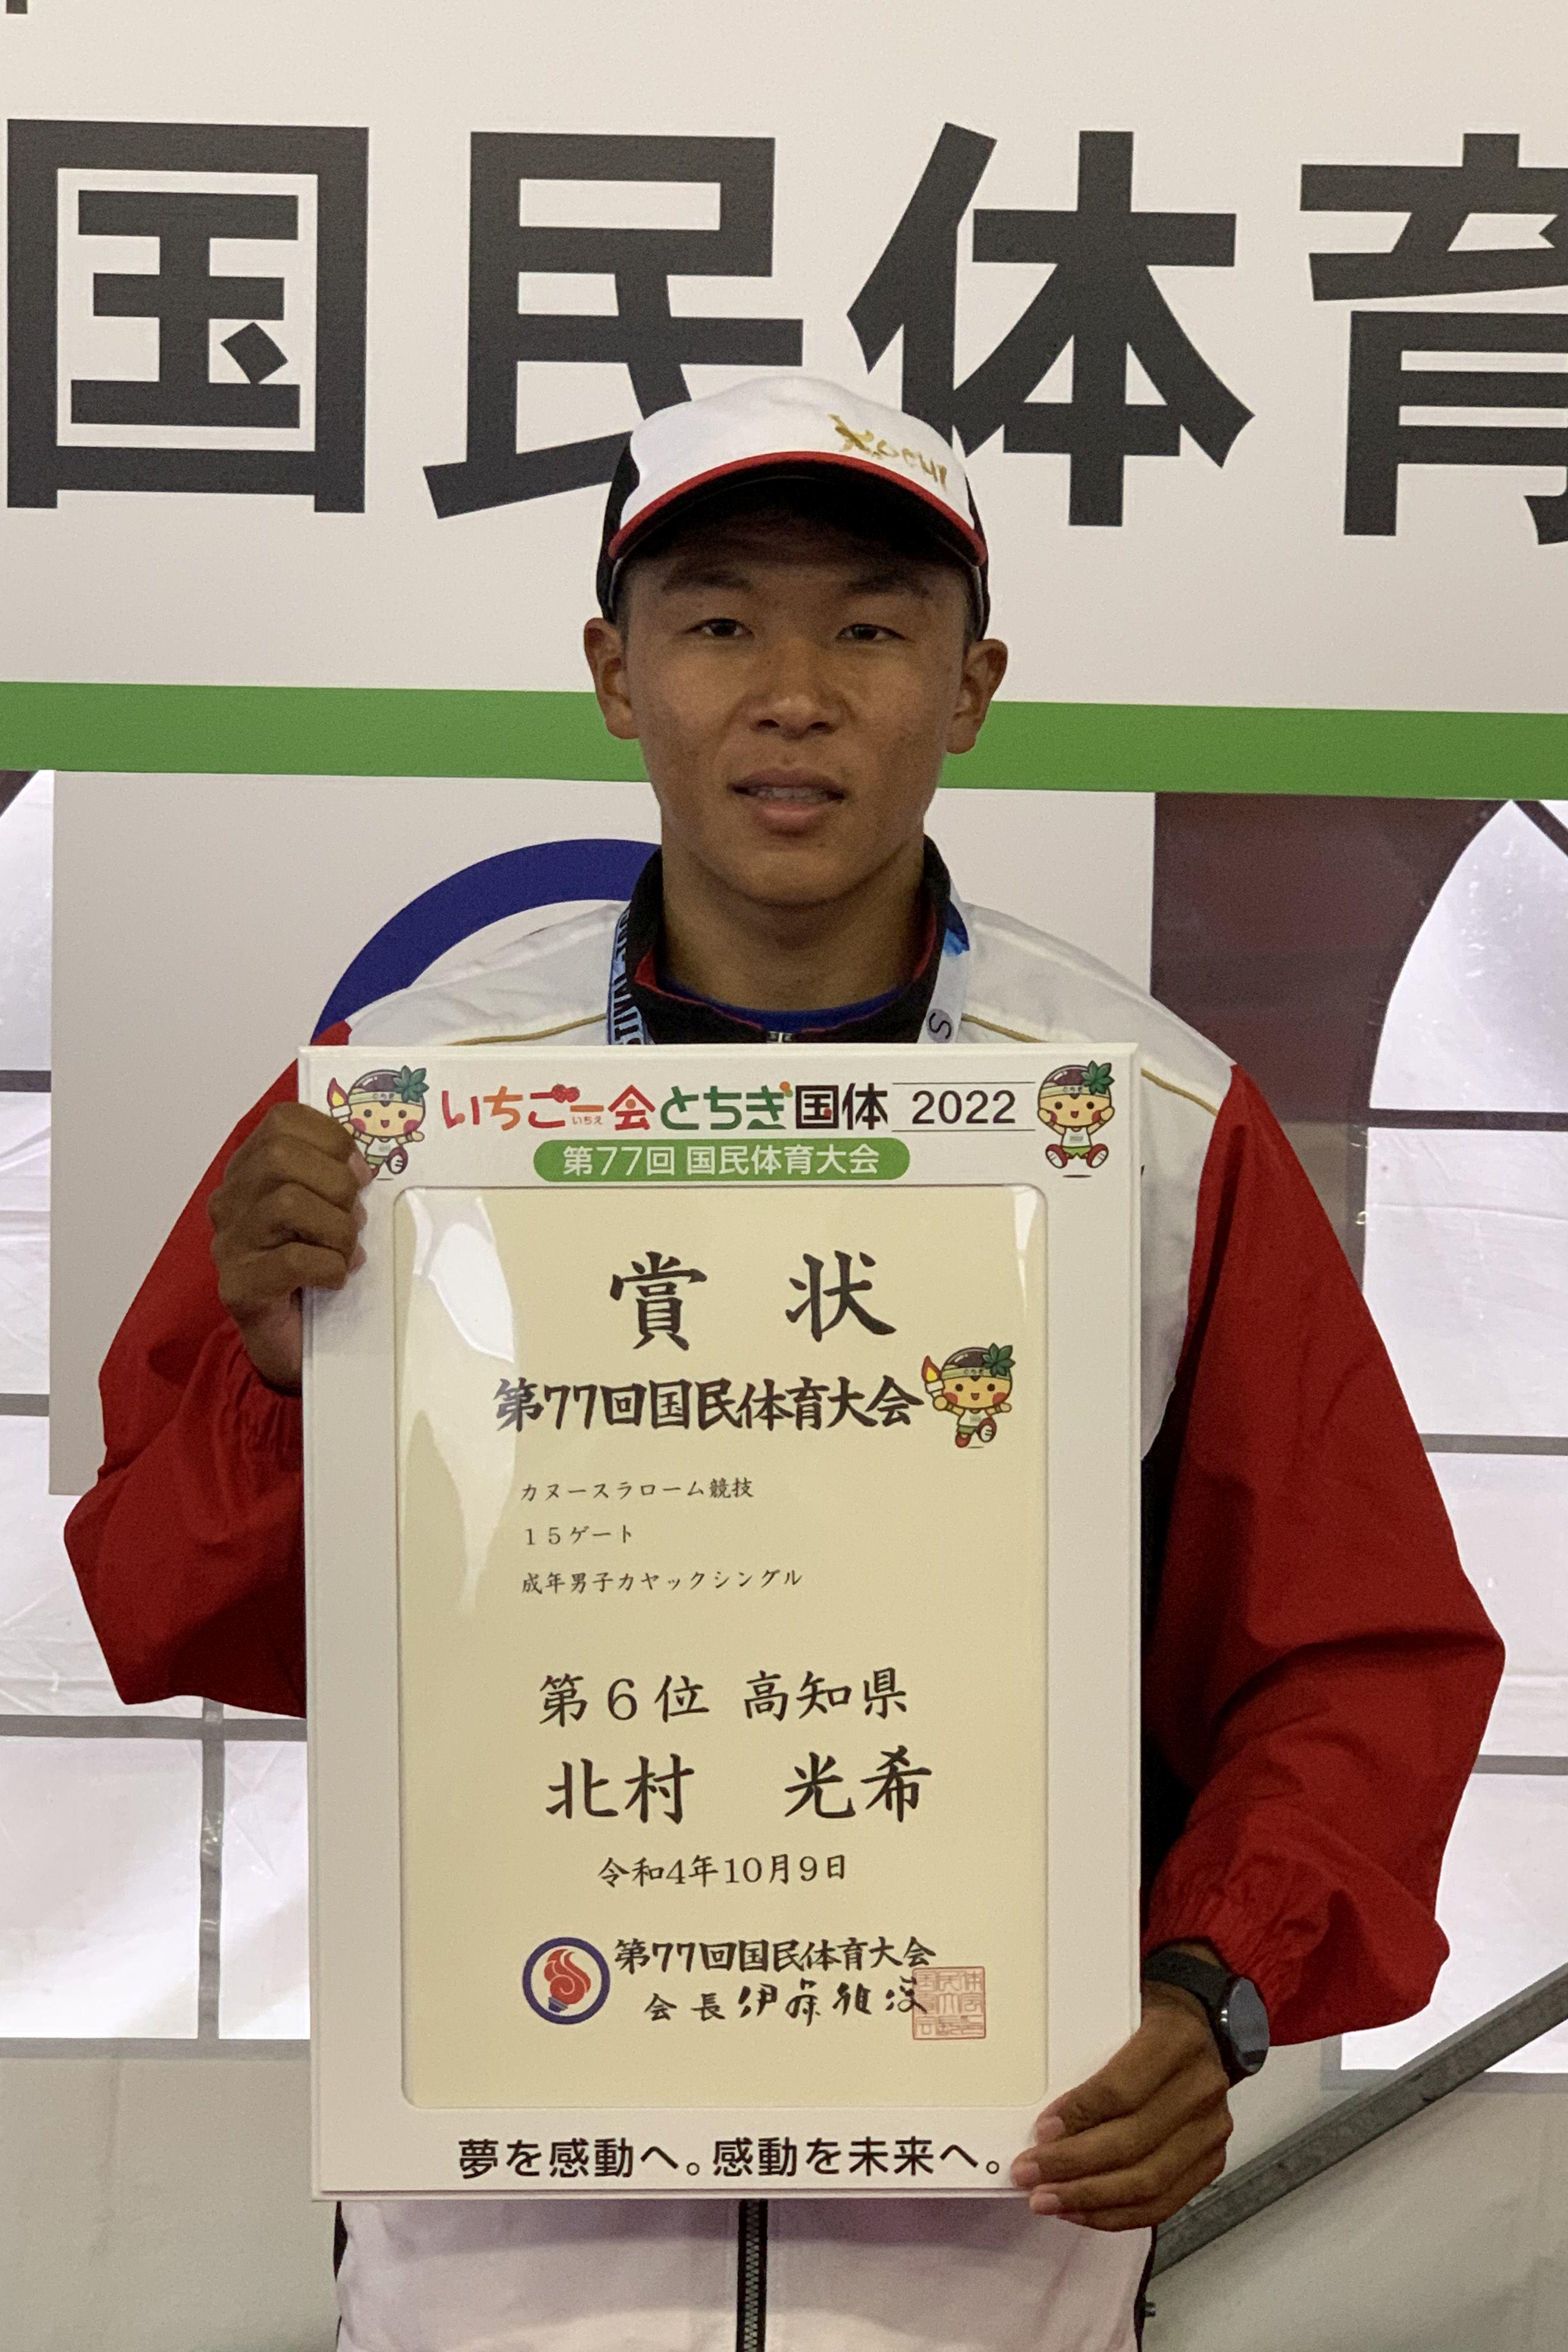 国民体育
Kochi
いちご一会とちぎ国体 2022
いちえ
第77回 国民体育大会
賞 状
第77回国民体育大会
カヌースラローム競技
15ゲート
成年男子カヤックシングル
第6位 高知県
北村 光希
令和4年10月9日
第77回国民体育大会
会長 伊藤雅俊
夢を感動へ。感動を未来へ。